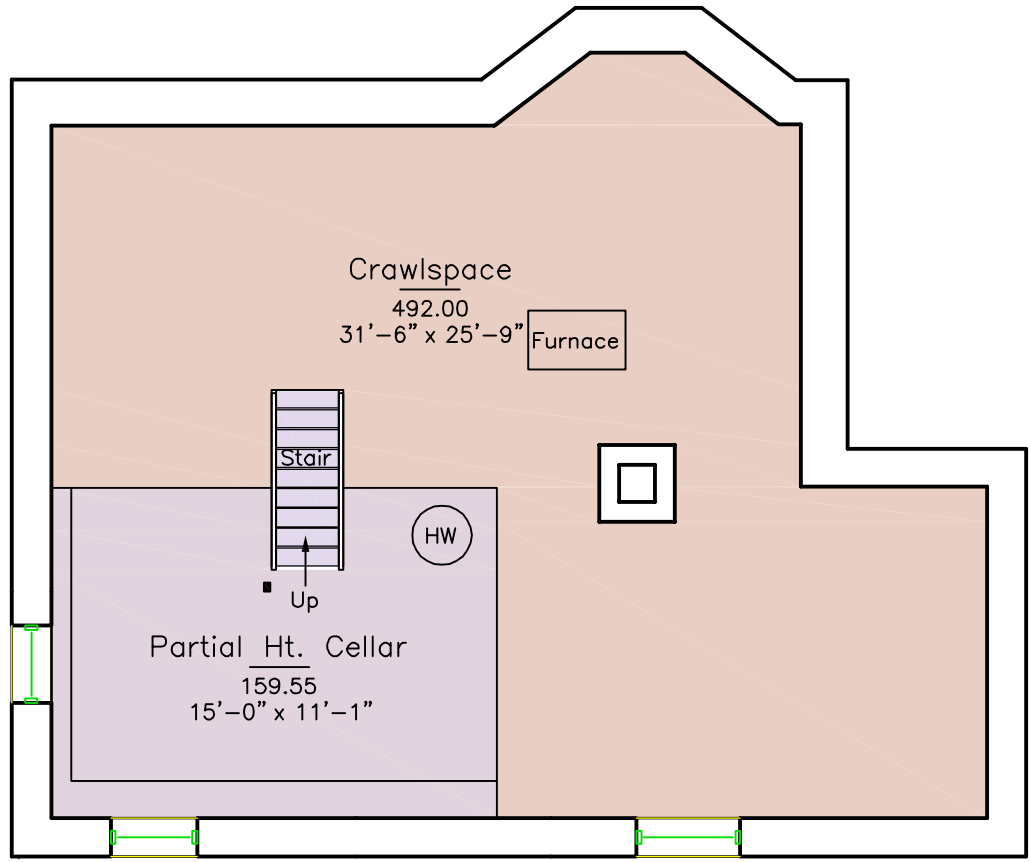 Crawlspace
492.00
31'-6" x 25'-9"
Furnace
Stair
HW
Up
Partial Ht. Cellar
159.55
15'-0" x 11'-1"